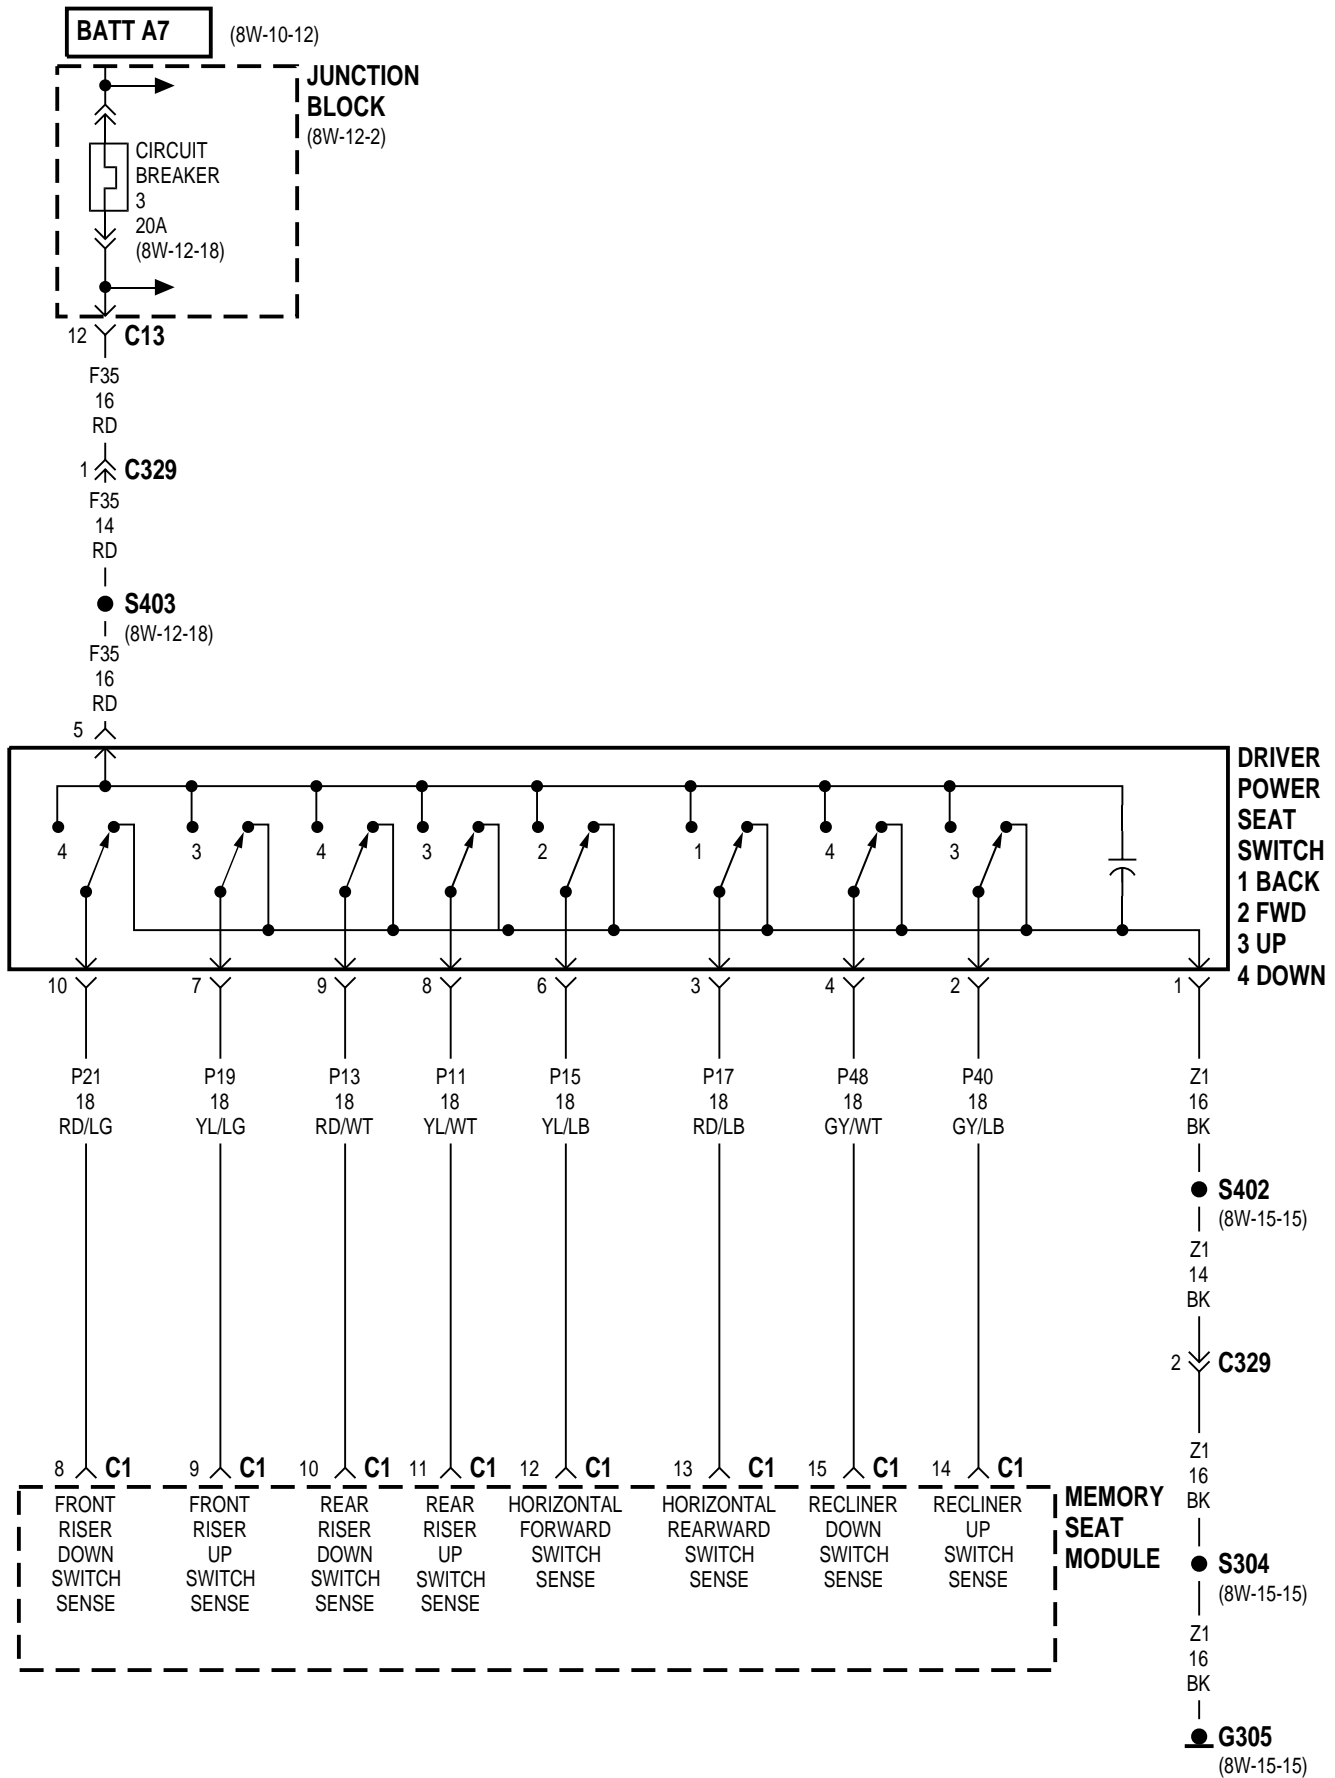 BATT A7
(8W-10-12)
JUNCTION
BLOCK
(8W-12-2)
CIRCUIT
BREAKER
3
20A
(8W-12-18)
12
C13
F35
16
RD
1
C329
F35
14
RD
S403
(8W-12-18)
F35
16
RD
5
DRIVER
POWER
SEAT
SWITCH
1 BACK
2 FWD
3 UP
4 DOWN
4 3 4 3 2 1 4 3
10 7 9 8 6 3 4 2 1
P21 P19 P13 P11 P15 P17 P48 P40 Z1
18 18 18 18 18 18 18 18 16
RD/LG YL/LG RD/WT YL/WT YL/LB RD/LB GY/WT GY/LB BK
S402
(8W-15-15)
Z1
14
BK
2
C329
Z1
16
BK
8 C1 9 C1 10 C1 11 C1 12 C1 13 C1 15 C1 14 C1
FRONT
RISER
DOWN
SWITCH
SENSE
FRONT
RISER
UP
SWITCH
SENSE
REAR
RISER
DOWN
SWITCH
SENSE
REAR
RISER
UP
SWITCH
SENSE
HORIZONTAL
FORWARD
SWITCH
SENSE
HORIZONTAL
REARWARD
SWITCH
SENSE
RECLINER
DOWN
SWITCH
SENSE
RECLINER
UP
SWITCH
SENSE
MEMORY
SEAT
MODULE
S304
(8W-15-15)
Z1
16
BK
G305
(8W-15-15)